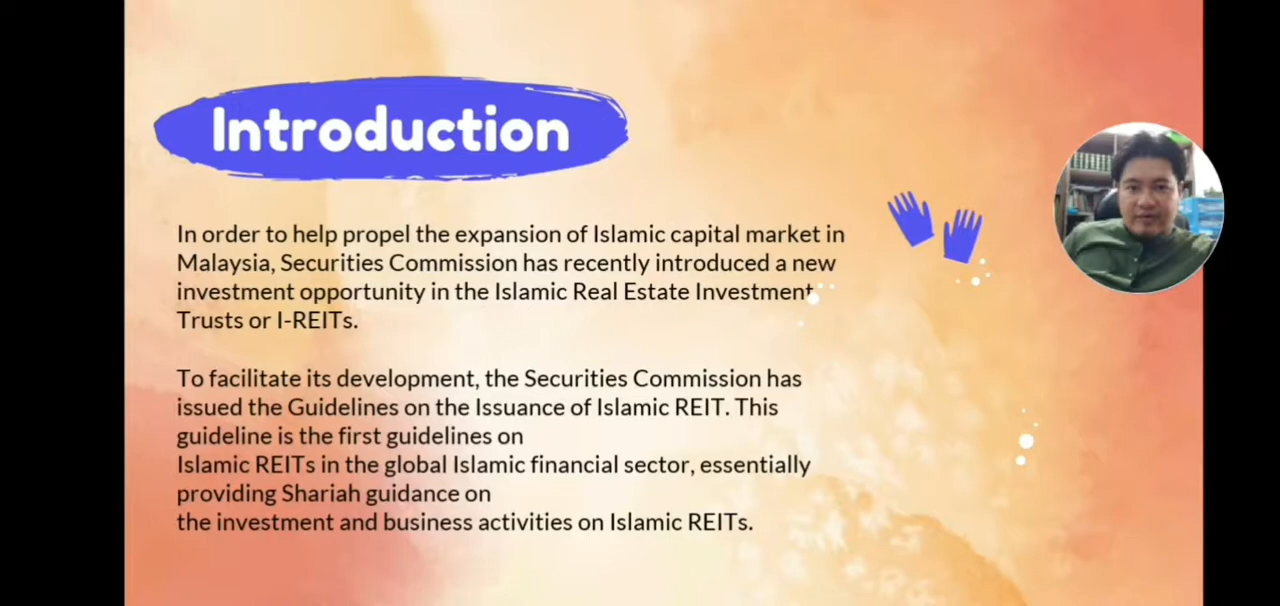 Introduction
In order to help propel the expansion of Islamic capital market in
Malaysia, Securities Commission has recently introduced a new
investment opportunity in the Islamic Real Estate Investment
Trusts or I-REITs.
To facilitate its development, the Securities Commission has
issued the Guidelines on the Issuance of Islamic REIT. This
guideline is the first guidelines on
Islamic REITs in the global Islamic financial sector, essentially
providing Shariah guidance on
the investment and business activities on Islamic REITs.